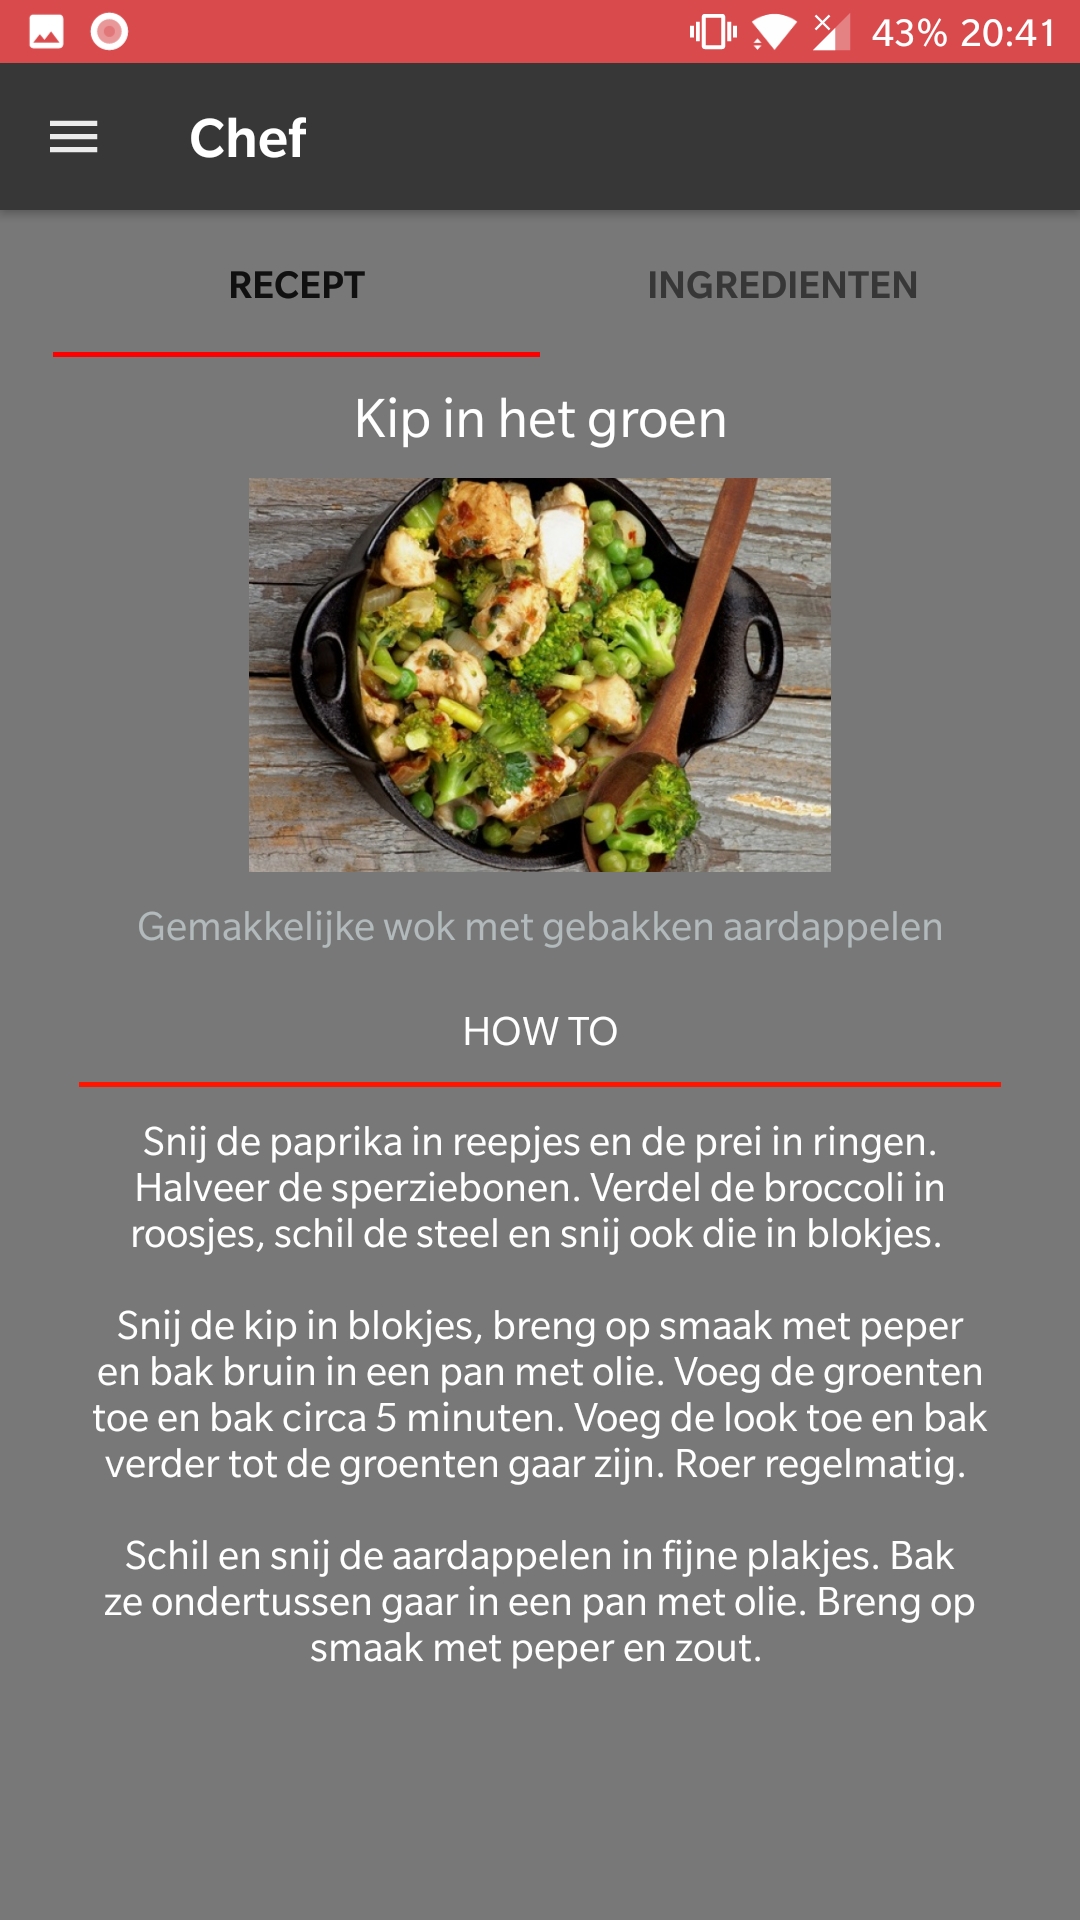 43% 20:41
Chef
RECEPT
INGREDIENTEN
Kip in het groen
Gemakkelijke wok met gebakken aardappelen
HOW TO
Snij de paprika in reepjes en de prei in ringen.
Halveer de sperziebonen. Verdel de broccoli in
roosjes, schil de steel en snij ook die in blokjes.
Snij de kip in blokjes, breng op smaak met peper
en bak bruin in een pan met olie. Voeg de groenten
toe en bak circa 5 minuten. Voeg de look toe en bak
verder tot de groenten gaar zijn. Roer regelmatig.
Schil en snij de aardappelen in fijne plakjes. Bak
ze ondertussen gaar in een pan met olie. Breng op
smaak met peper en zout.